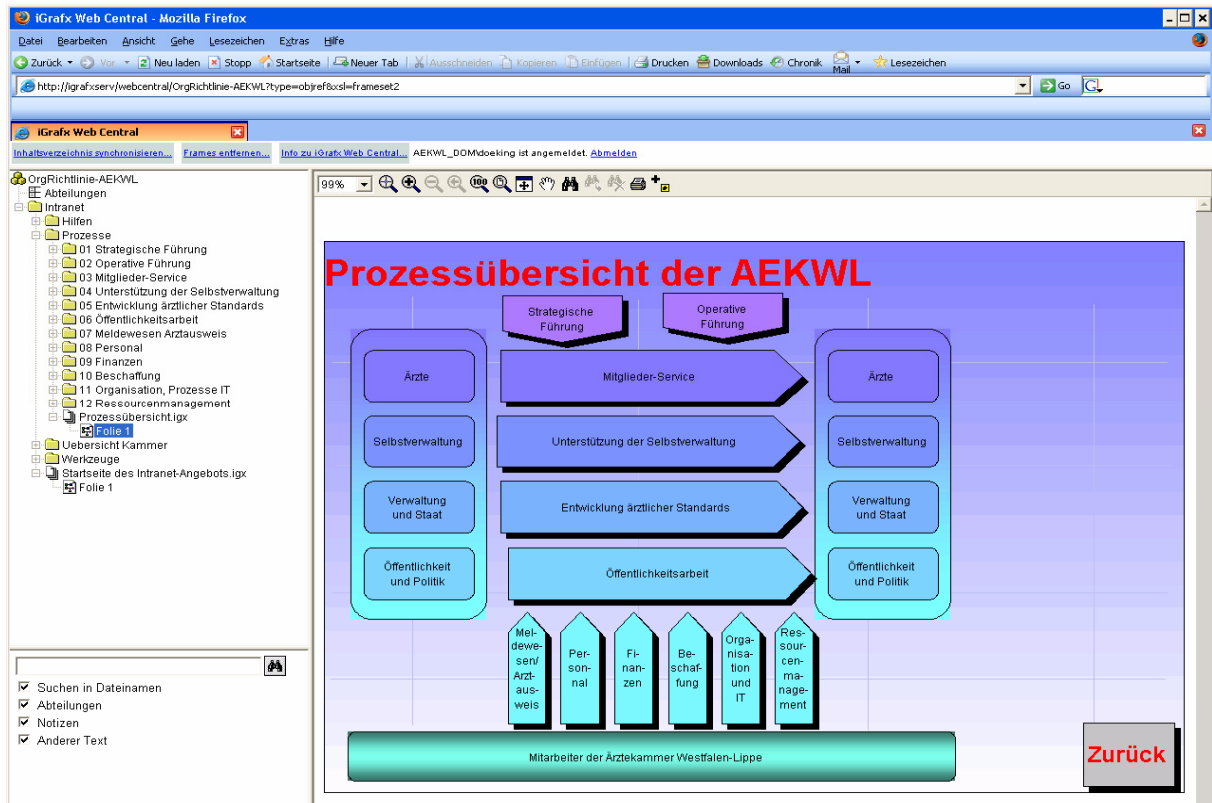 iGrafx Web Central - Mozilla Firefox
Datei Bearbeiten Ansicht Gehe Lesezeichen Extras Hilfe
Zurück Vor Neu laden Stopp Startseite Neuer Tab Ausschneiden Kopieren Einfügen Drucken Downloads Chronik Mail Lesezeichen
http://igrafxserv/webcentral/OrgRichtlinie-AEKWL?type=objref&xsl=frameset2
Go
G
iGrafx Web Central
Inhaltsverzeichnis synchronisieren... Frames entfernen... Info zu iGrafx Web Central... AEKWL_DOM\doeking ist angemeldet. Abmelden
OrgRichtlinie-AEKWL
Abteilungen
Intranet
Hilfen
Prozesse
01 Strategische Führung
02 Operative Führung
03 Mitglieder-Service
04 Unterstützung der Selbstverwaltung
05 Entwicklung ärztlicher Standards
06 Öffentlichkeitsarbeit
07 Meldewesen Arztausweis
08 Personal
09 Finanzen
10 Beschaffung
11 Organisation, Prozesse IT
12 Ressourcenmanagement
Prozessübersicht.igx
Folie 1
Uebersicht Kammer
Werkzeuge
Startseite des Intranet-Angebots.igx
Folie 1
Suchen in Dateinamen
Abteilungen
Notizen
Anderer Text
99%
100
Prozessübersicht der AEKWL
Strategische
Führung
Operative
Führung
Ärzte
Selbstverwaltung
Verwaltung
und Staat
Öffentlichkeit
und Politik
Mitglieder-Service
Unterstützung der Selbstverwaltung
Entwicklung ärztlicher Standards
Öffentlichkeitsarbeit
Ärzte
Selbstverwaltung
Verwaltung
und Staat
Öffentlichkeit
und Politik
Mel-
dewe-
sen/
Arzt-
aus-
weis
Per-
son-
nal
Fi-
nan-
zen
Be-
schaf-
fung
Orga-
nisa-
tion
und
IT
Res-
sour-
cen-
ma-
nage-
ment
Mitarbeiter der Ärztekammer Westfalen-Lippe
Zurück